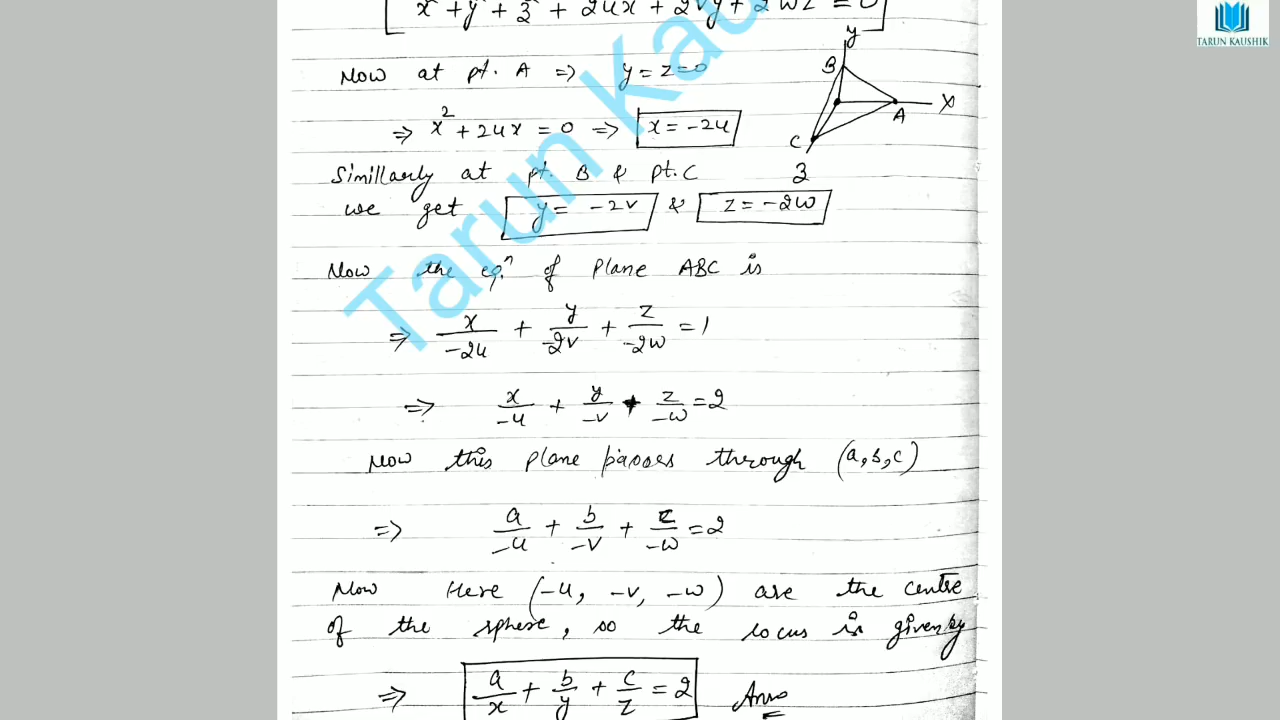 x² + y² + z² + 2ux + 2vy + 2wz = 0
Now at pt. A => y = z = 0
=> x² + 2ux = 0 => x = -2u
Simillarly at pt. B & pt. C
we get y = -2v & z = -2w
Now the eqⁿ of plane ABC is
=> x/-2u + y/-2v + z/-2w = 1
=> x/-u + y/-v + z/-w = 2
Now this plane passes through (a, b, c)
=> a/-u + b/-v + c/-w = 2
Now Here (-u, -v, -w) are the centre
of the sphere, so the locus is given by
=> a/x + b/y + c/z = 2 Ans
y
B
x
A
C
z
Tarun Kau
TARUN KAUSHIK